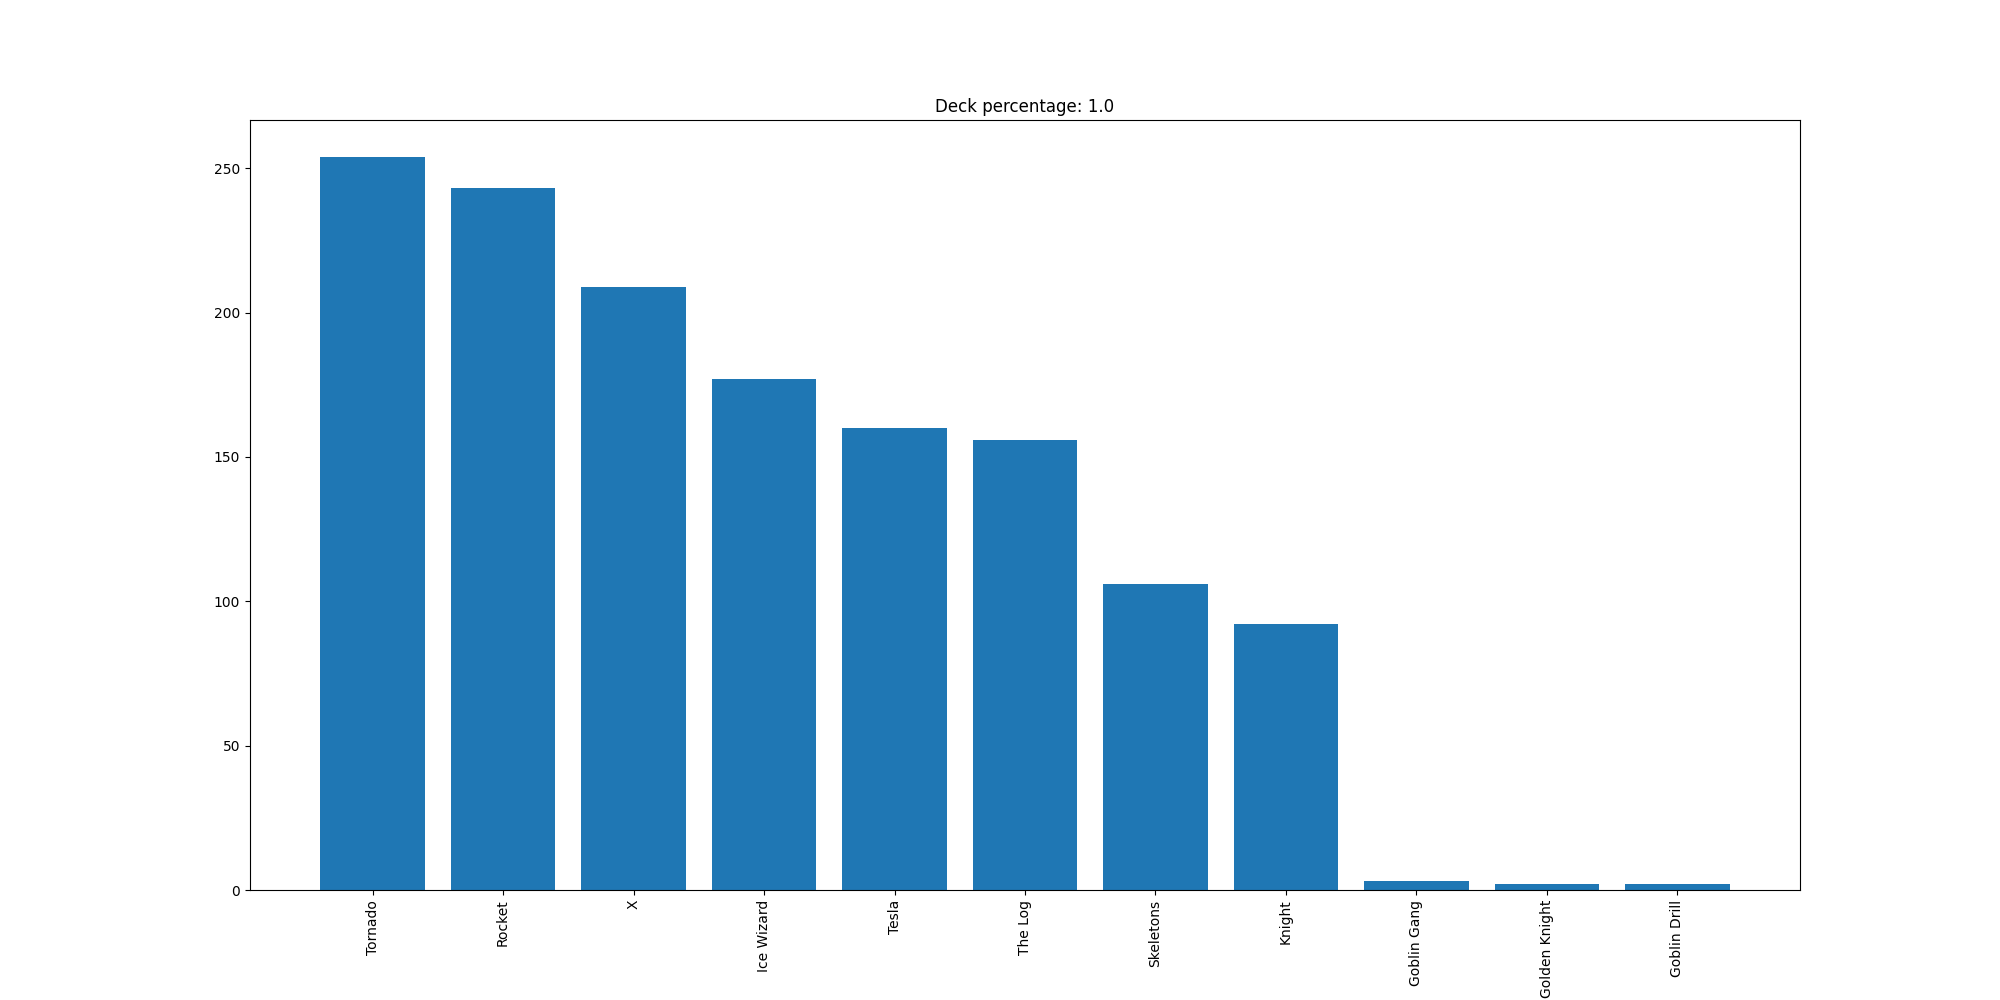 Deck percentage: 1.0
250
200
150
100
50
0
Tornado
Rocket
X
Ice Wizard
Tesla
The Log
Skeletons
Knight
Goblin Gang
Golden Knight
Goblin Drill